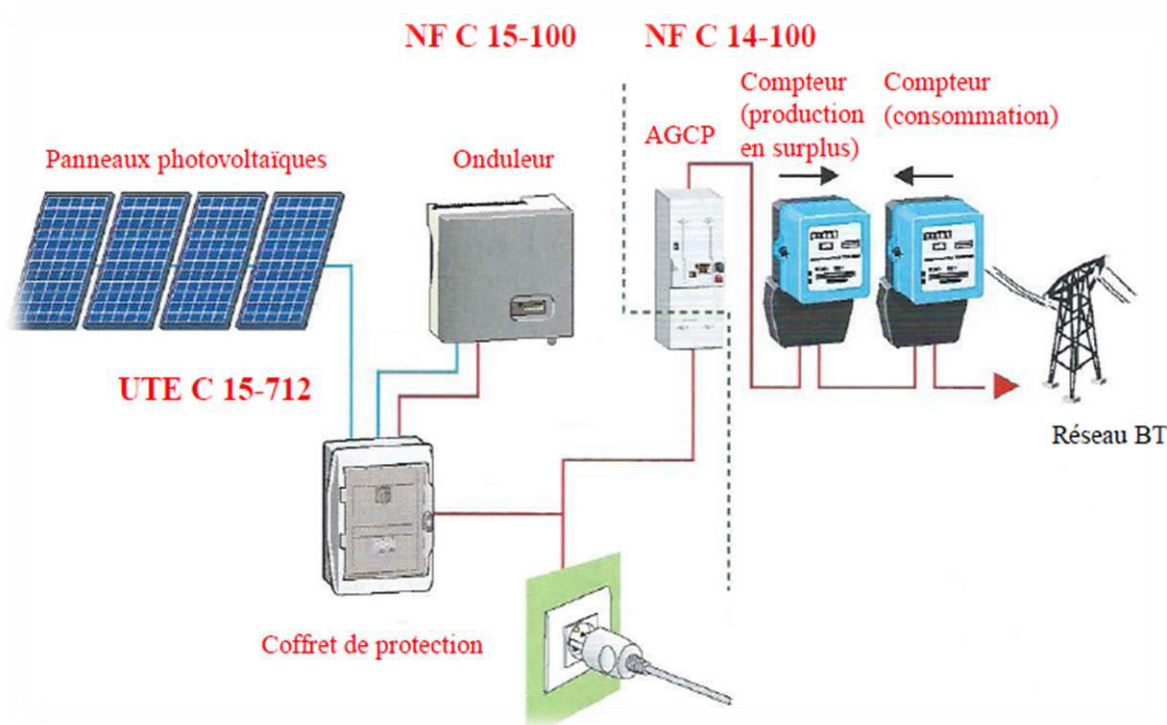 NF C 15-100
NF C 14-100
Compteur
(production
en surplus)
Compteur
(consommation)
AGCP
Panneaux photovoltaïques
Onduleur
UTE C 15-712
Réseau BT
Coffret de protection